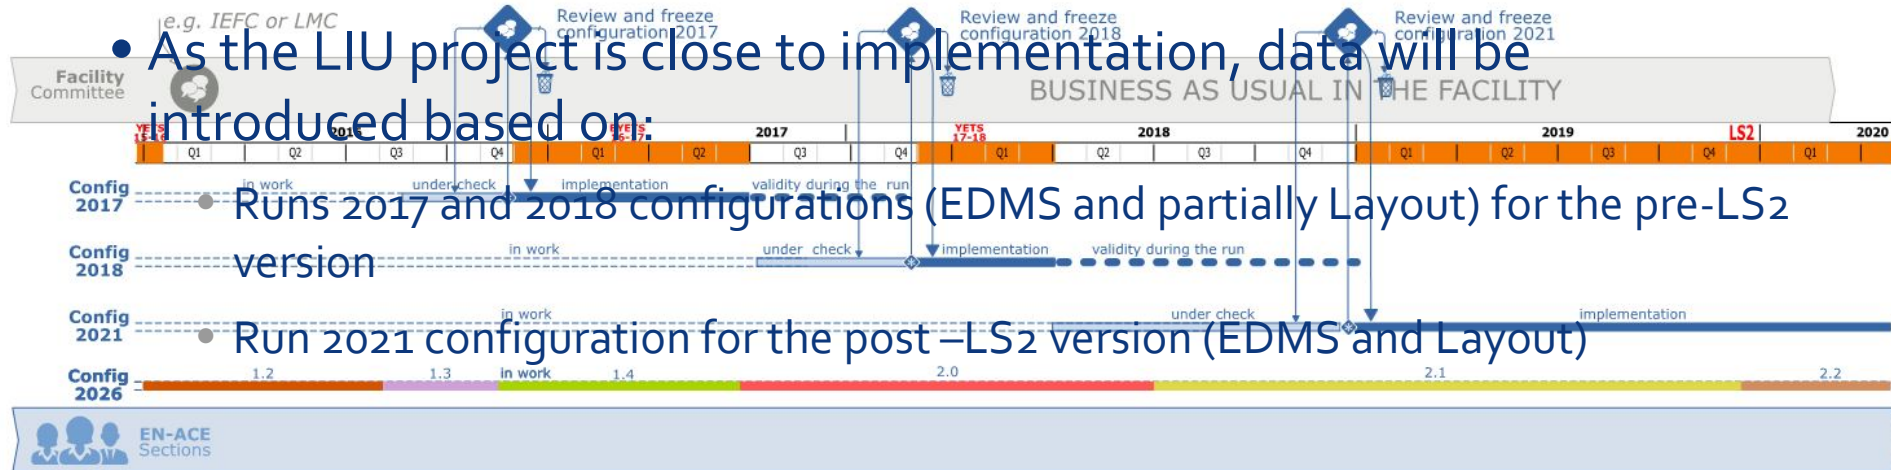 e.g. IEFC or LMC
Review and freeze
configuration 2017
Review and freeze
configuration 2018
Review and freeze
configuration 2021
• As the LIU project is close to implementation, data will be
introduced based on:
Facility
Committee
BUSINESS AS USUAL IN THE FACILITY
YETS
15-16
2016
EYETS
16-17
2017
YETS
17-18
2018
2019
LS2
2020
Q1 Q2 Q3 Q4 Q1 Q2 Q3 Q4 Q1 Q2 Q3 Q4 Q1 Q2 Q3 Q4 Q1
Config
2017
in work under check implementation validity during the run
• Runs 2017 and 2018 configurations (EDMS and partially Layout) for the pre-LS2
version
Config
2018
in work under check implementation validity during the run
Config
2021
in work under check implementation
• Run 2021 configuration for the post –LS2 version (EDMS and Layout)
Config
2026
1.2 1.3 in work 1.4 2.0 2.1 2.2
EN-ACE
Sections